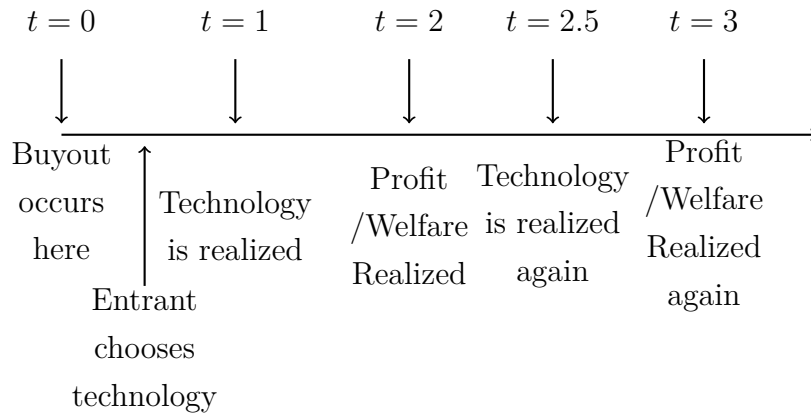 t = 0
t = 1
t = 2
t = 2.5
t = 3
Buyout
occurs
here
Entrant
chooses
technology
Technology
is realized
Profit
/Welfare
Realized
Technology
is realized
again
Profit
/Welfare
Realized
again